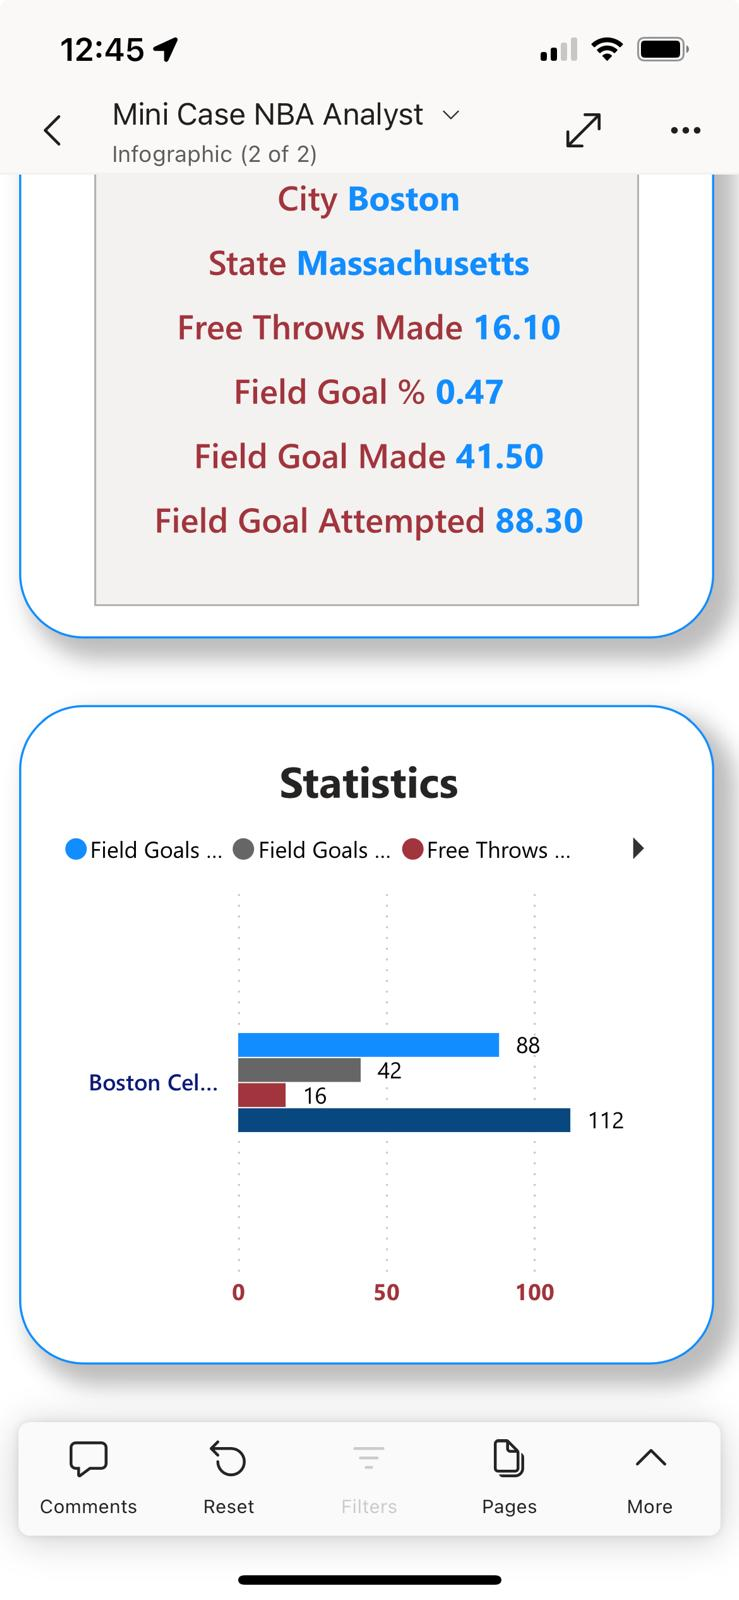 12:45
Mini Case NBA Analyst
Infographic (2 of 2)
City Boston
State Massachusetts
Free Throws Made 16.10
Field Goal % 0.47
Field Goal Made 41.50
Field Goal Attempted 88.30
Statistics
Field Goals ... Field Goals ... Free Throws ...
88
42
Boston Cel...
16
112
0 50 100
Comments Reset Filters Pages More